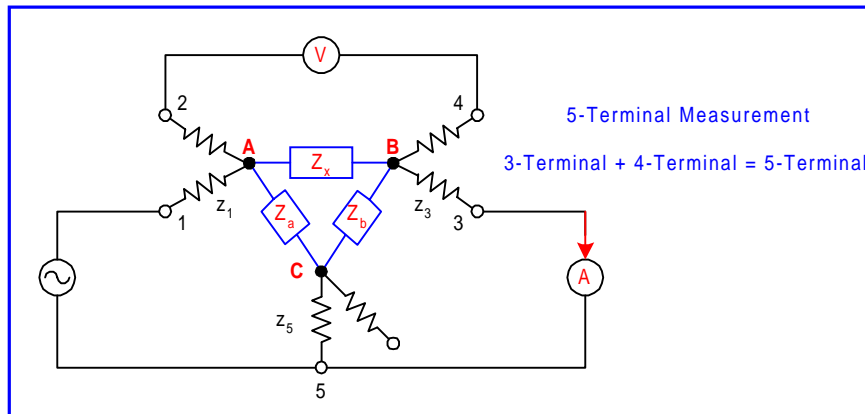 V
2
4
A
B
5-Terminal Measurement
Zx
3-Terminal + 4-Terminal = 5-Terminal
z1
z3
1
3
Za
Zb
C
A
z5
5